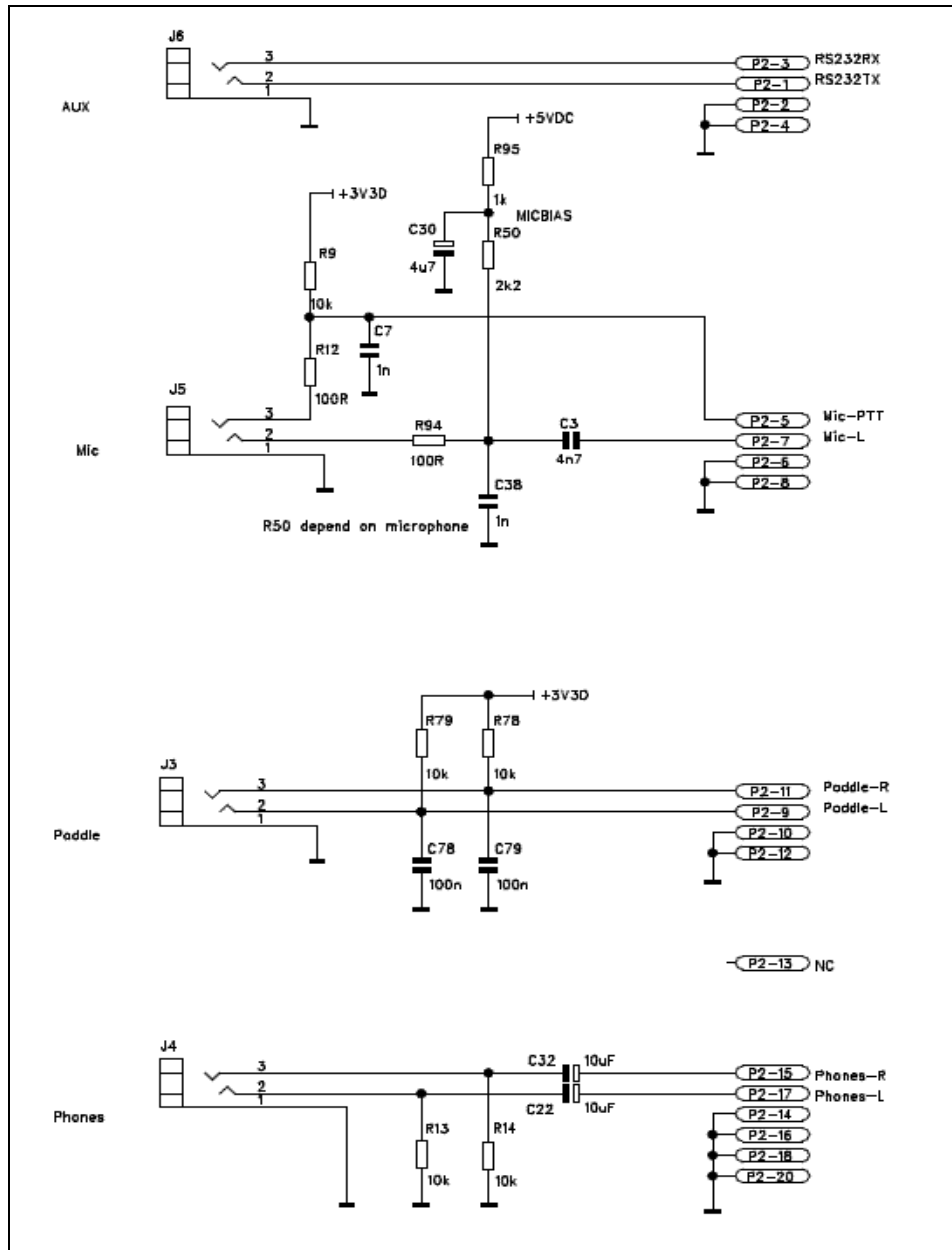 J6
3
2
1
AUX
P2-3 RS232RX
P2-1 RS232TX
P2-2
P2-4
+5VDC
R95
1k
MICBIAS
C30
4u7
R50
2k2
+3V3D
R9
10k
C7
1n
R12
100R
J5
3
2
1
Mic
R94
100R
C3
4n7
C38
1n
R50 depend on microphone
P2-5 Mic-PTT
P2-7 Mic-L
P2-6
P2-8
+3V3D
R79
10k
R78
10k
J3
3
2
1
Paddle
C78
100n
C79
100n
P2-11 Paddle-R
P2-9 Paddle-L
P2-10
P2-12
P2-13 NC
J4
3
2
1
Phones
C32 10uF
C22 10uF
R13
10k
R14
10k
P2-15 Phones-R
P2-17 Phones-L
P2-14
P2-16
P2-18
P2-20